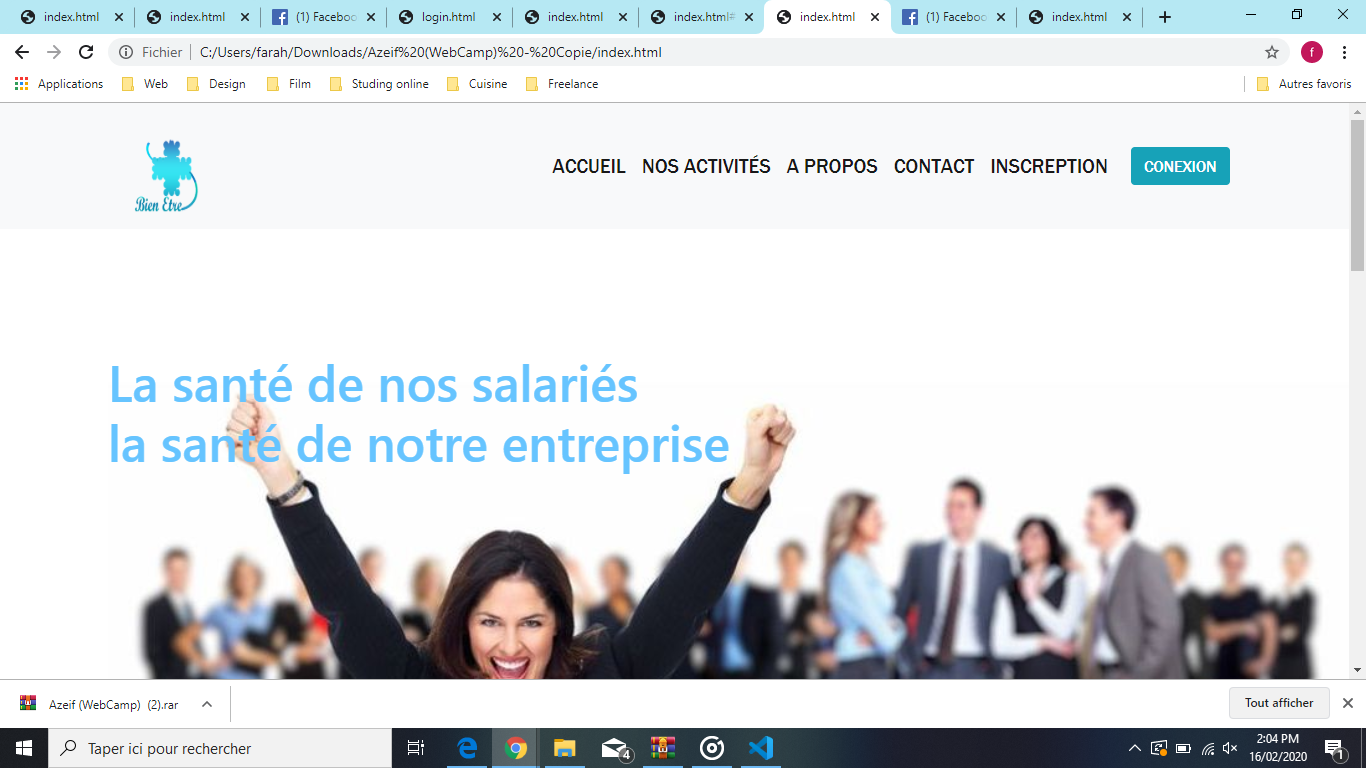 index.html
index.html
(1) Faceboo
login.html
index.html
index.html#
index.html
(1) Faceboo
index.html
Fichier
C:/Users/farah/Downloads/Azeif%20(WebCamp)%20-%20Copie/index.html
f
Applications
Web
Design
Film
Studing online
Cuisine
Freelance
Autres favoris
Bien Etre
ACCUEIL
NOS ACTIVITÉS
A PROPOS
CONTACT
INSCREPTION
CONEXION
La santé de nos salariés
la santé de notre entreprise
Azeif (WebCamp) (2).rar
Tout afficher
Taper ici pour rechercher
4
2:04 PM
16/02/2020
1